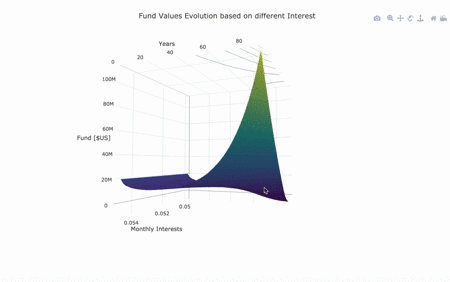 Fund Values Evolution based on different Interest
Years
0
20
40
60
80
100M
80M
60M
Fund [$US]
40M
20M
0
0.05
0.052
0.054
Monthly Interests